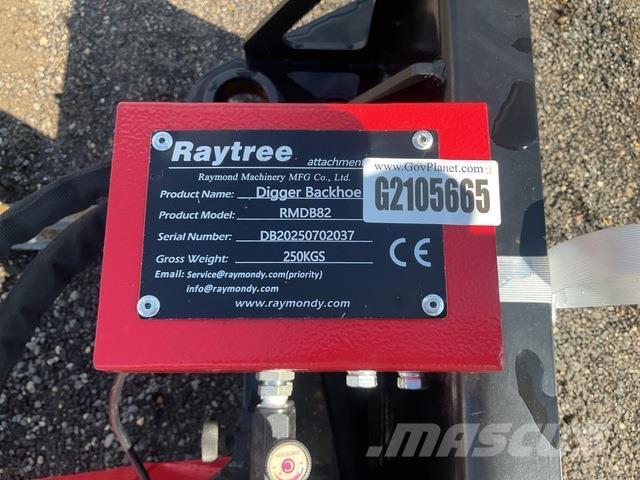 Raytree attachment
Raymond Machinery MFG Co., Ltd.
Product Name: Digger Backhoe
Product Model: RMDB82
Serial Number: DB20250702037
Gross Weight: 250KGS
Email: Service@raymondy.com(priority)
info@raymondy.com
www.raymondy.com
CE
www.GovPlanet.com
G2105665
MASCUS